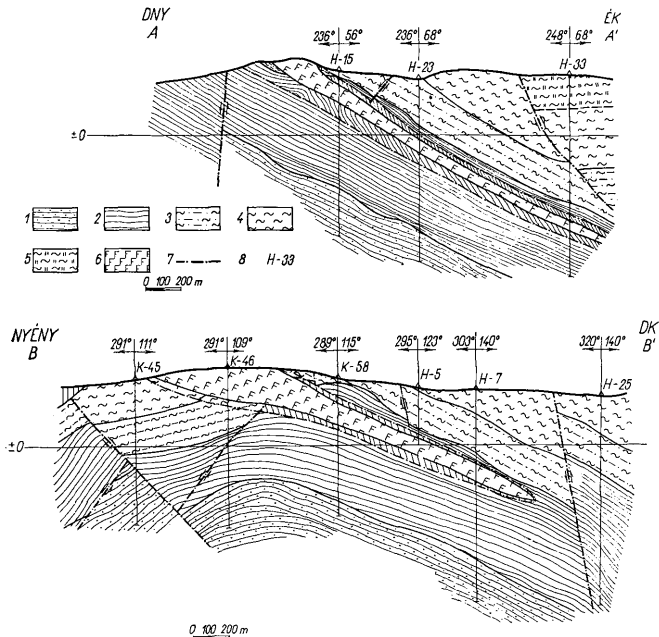 DNY ÉK
A 236° 56° 236° 68° 248° 68° A'
H-15 H-23 H-33
±0
1 2 3 4
5 6 7 8 H-33
0 100 200 m
NYÉNY DK
B 291° 111° 291° 109° 289° 115° 295° 123° 303° 140° 320° 140° B'
K-45 K-46 K-58 H-5 H-7 H-25
±0
0 100 200 m